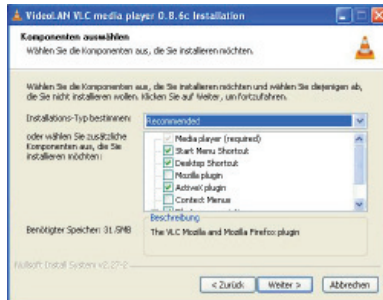 VideoLAN VLC media player 0.8.6c Installation
Komponenten auswählen
Wählen Sie die Komponenten aus, die Sie installieren möchten.
Wählen Sie die Komponenten aus, die Sie installieren möchten und wählen Sie diejenigen ab,
die Sie nicht installieren wollen. Klicken Sie auf Weiter, um fortzufahren.
Installations-Typ bestimmen:
Recommended
oder wählen Sie zusätzliche
Komponenten aus, die Sie
installieren möchten:
Media player (required)
Start Menu Shortcut
Desktop Shortcut
Mozilla plugin
ActiveX plugin
Context Menus
Beschreibung
Benötigter Speicher: 31.5MB
The VLC Mozilla and Mozilla Firefox plugin
Nullsoft Install System v2.27-2
< Zurück
Weiter >
Abbrechen